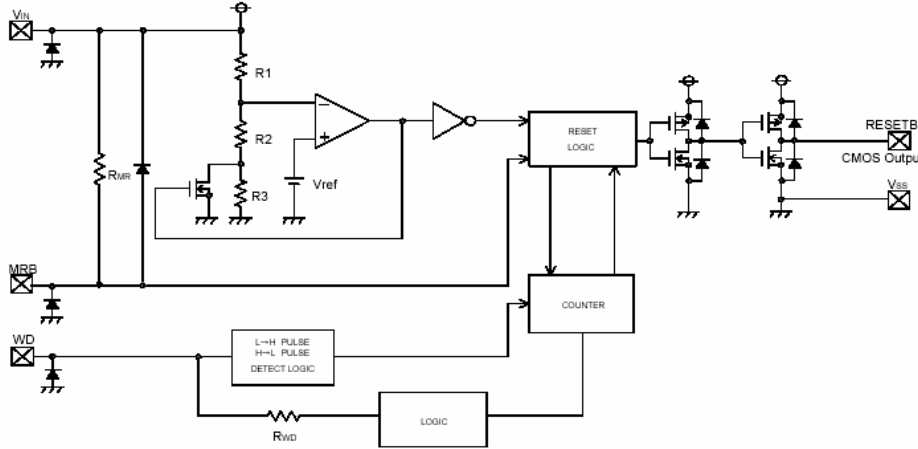 VIN
R1
R2
R3
RMR
−
+
Vref
RESET
LOGIC
RESETB
CMOS Output
VSS
MRB
COUNTER
WD
L→H PULSE
H→L PULSE
DETECT LOGIC
RWD
LOGIC